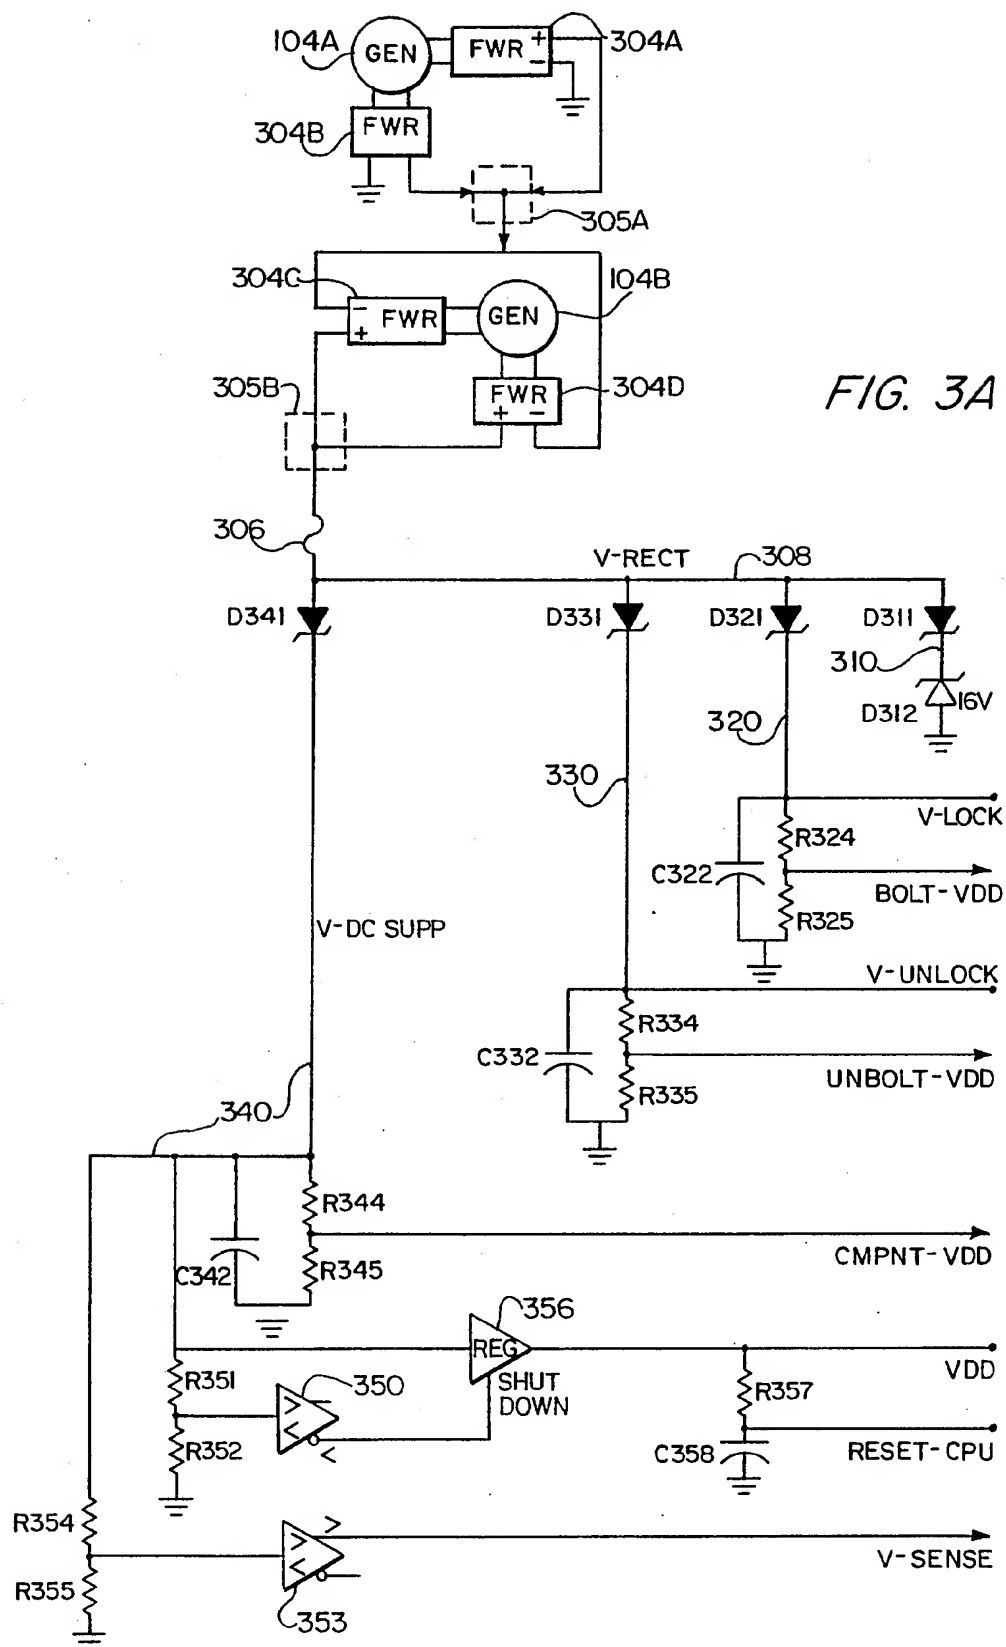 104A GEN FWR + - 304A
304B FWR
305A
304C - + FWR GEN 104B
305B FWR + - 304D
FIG. 3A
306 V-RECT 308
D341 D331 D321 D311
310
D312 16V
320
330
V-LOCK
R324
C322
BOLT-VDD
R325
V-DC SUPP
V-UNLOCK
R334
C332
UNBOLT-VDD
R335
340
R344
CMPNT-VDD
C342 R345
356
REG
VDD
SHUT DOWN
R351 350 R357
> <
R352 < C358 RESET-CPU
R354 >
> <
V-SENSE
R355
353